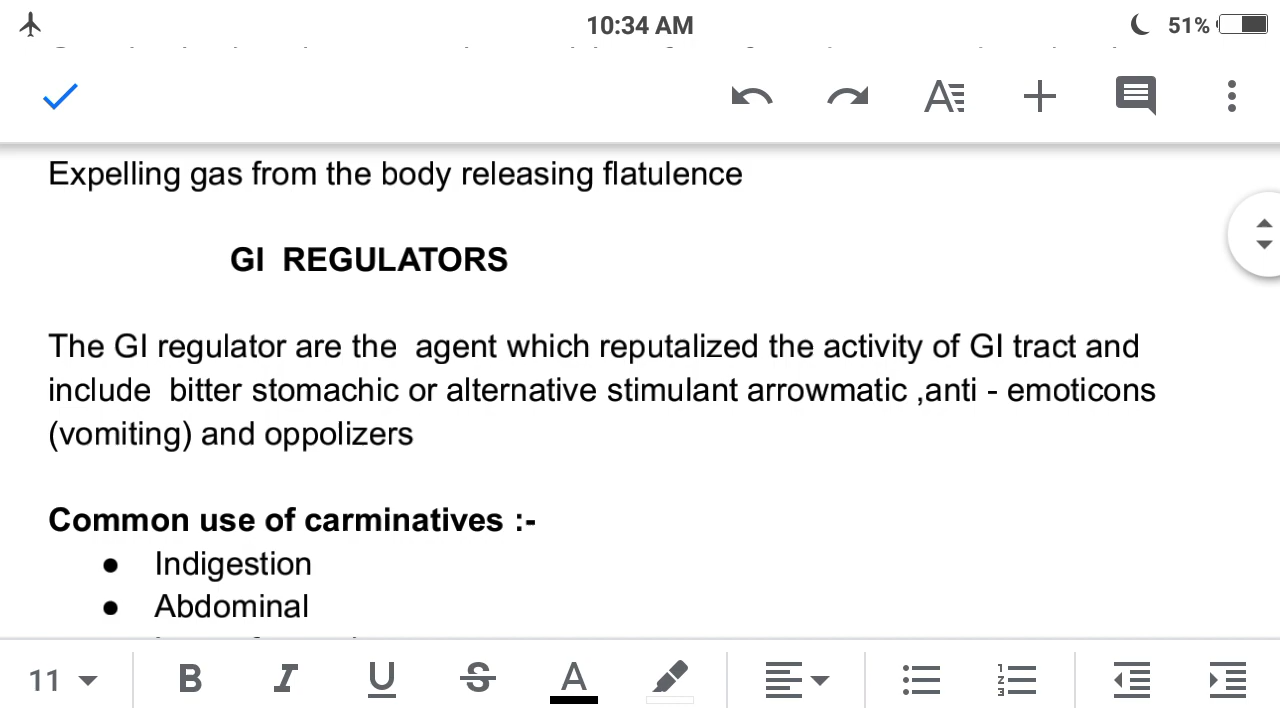 10:34 AM
51%
Expelling gas from the body releasing flatulence
GI  REGULATORS
The GI regulator are the  agent which reputalized the activity of GI tract and
include  bitter stomachic or alternative stimulant arrowmatic ,anti - emoticons
(vomiting) and oppolizers
Common use of carminatives :-
● Indigestion
● Abdominal
11 B I U S A